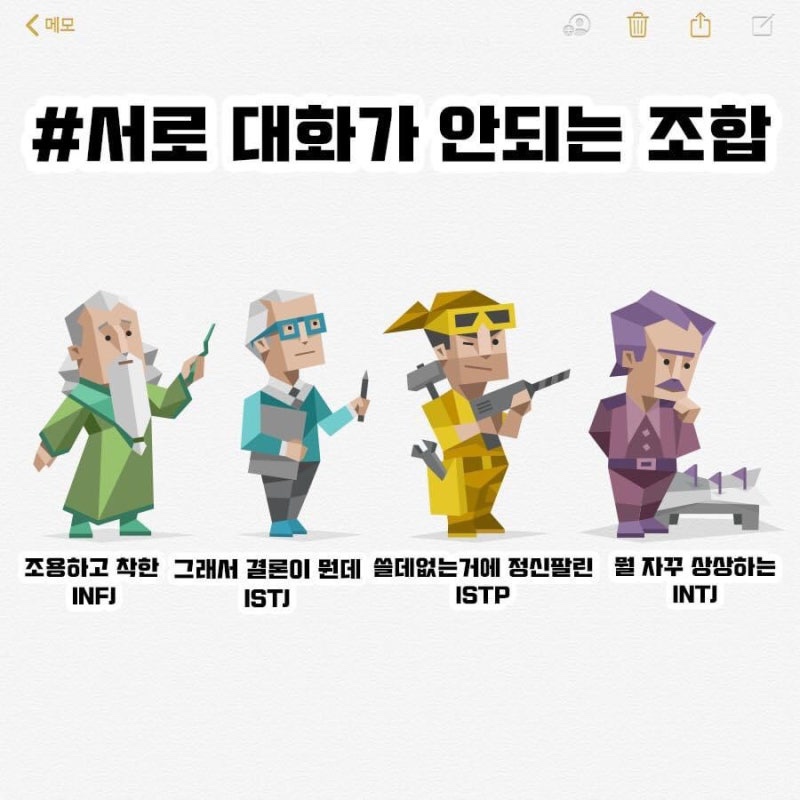 메모
#서로 대화가 안되는 조합
조용하고 착한
INFJ
그래서 결론이 뭔데
ISTJ
쓸데없는거에 정신팔린
ISTP
뭘 자꾸 상상하는
INTJ